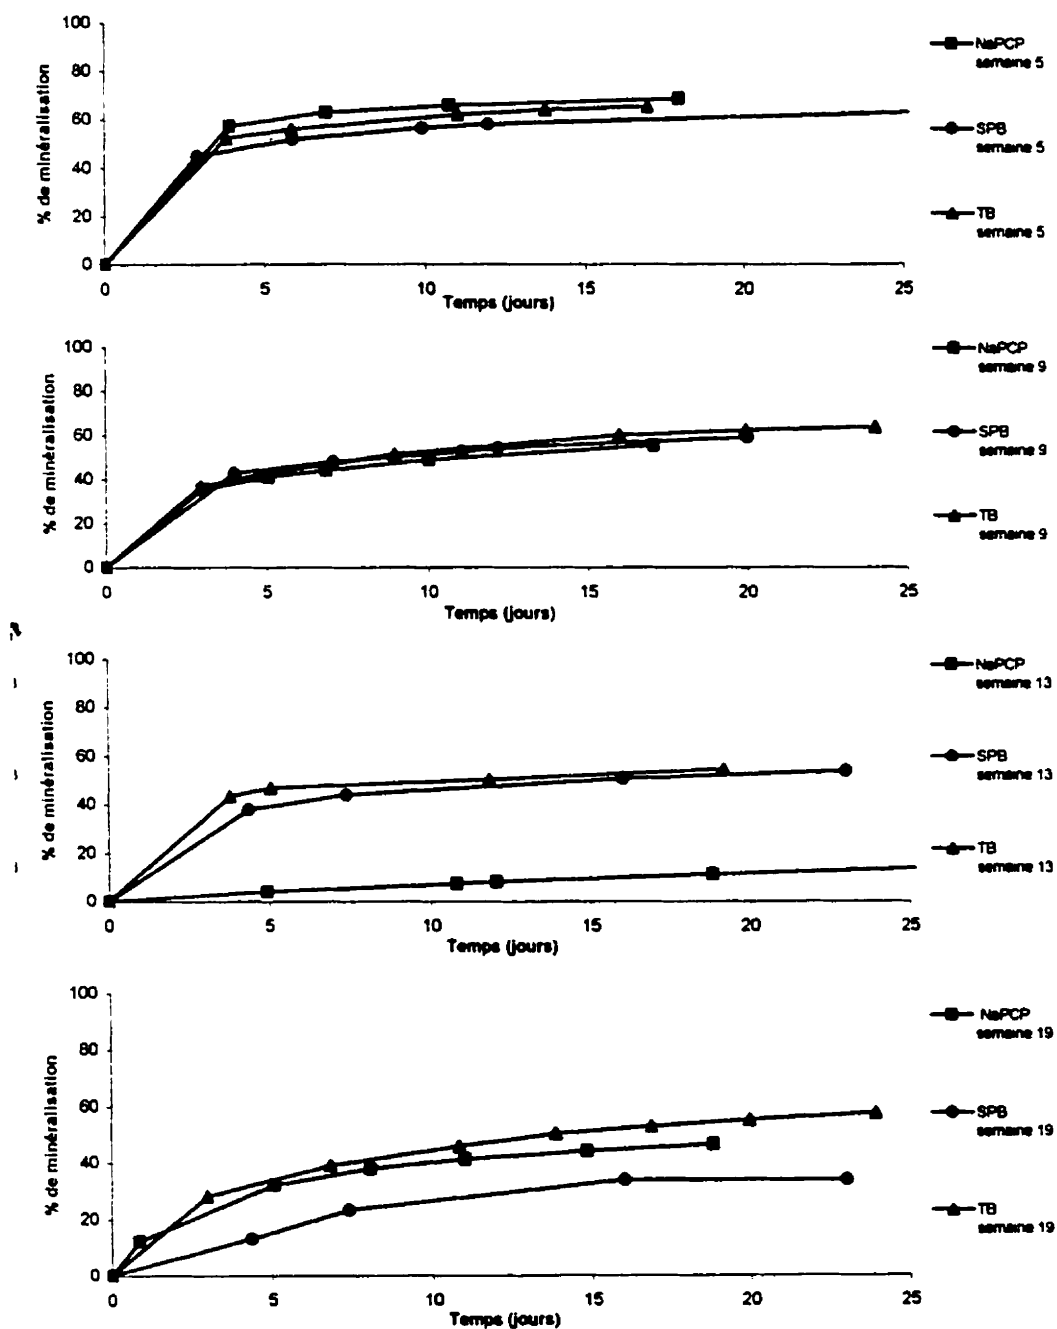 100
80
60
40
20
0
% de minéralisation
0 5 10 15 20 25
Temps (jours)
NaPCP
semaine 5
SPB
semaine 5
TB
semaine 5
100
80
60
40
20
0
% de minéralisation
0 5 10 15 20 25
Temps (jours)
NaPCP
semaine 9
SPB
semaine 9
TB
semaine 9
100
80
60
40
20
0
% de minéralisation
0 5 10 15 20 25
Temps (jours)
NaPCP
semaine 13
SPB
semaine 13
TB
semaine 13
100
80
60
40
20
0
% de minéralisation
0 5 10 15 20 25
Temps (jours)
NaPCP
semaine 19
SPB
semaine 19
TB
semaine 19